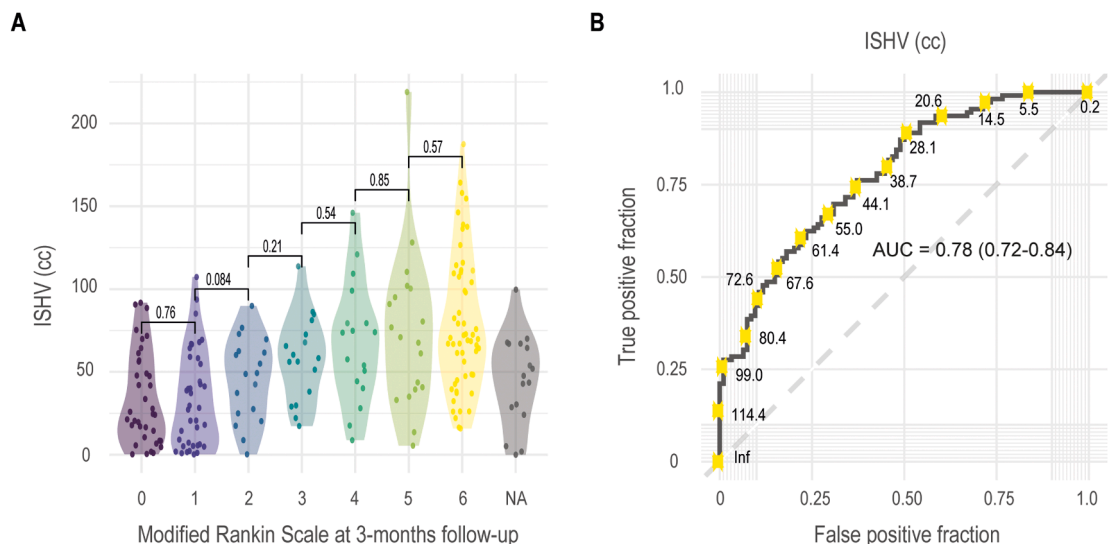 A
ISHV (cc)
200
150
100
50
0
0.76
0.084
0.21
0.54
0.85
0.57
0 1 2 3 4 5 6 NA
Modified Rankin Scale at 3-months follow-up
B
ISHV (cc)
True positive fraction
1.0
0.75
0.50
0.25
0
20.6
14.5
5.5
0.2
28.1
38.7
44.1
55.0
61.4
67.6
72.6
80.4
99.0
114.4
Inf
AUC = 0.78 (0.72-0.84)
0 0.25 0.50 0.75 1.0
False positive fraction